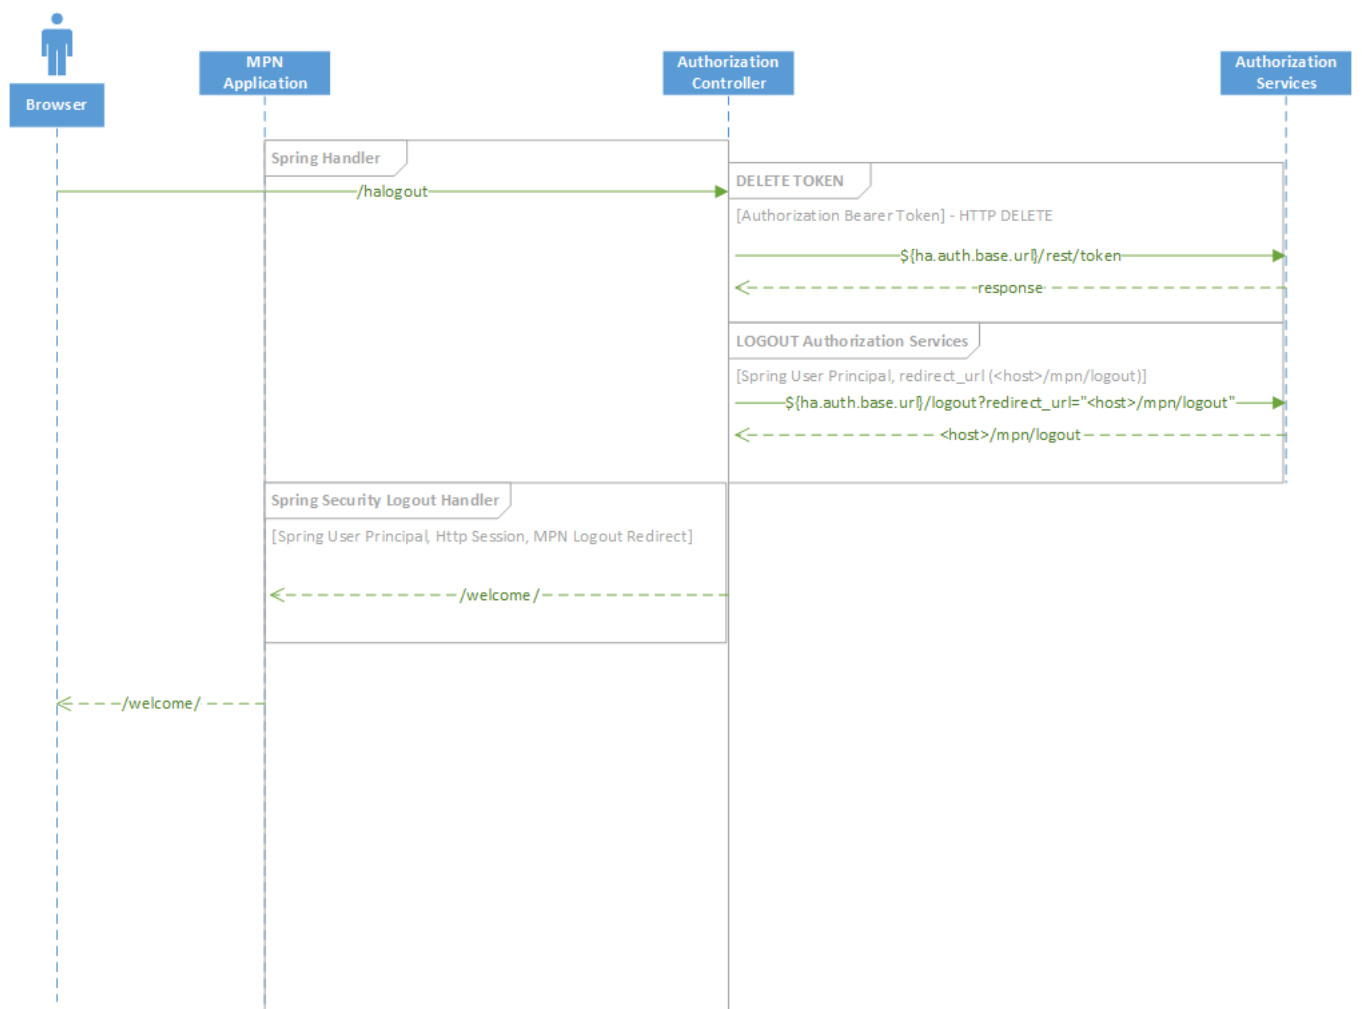 Browser
MPN
Application
Authorization
Controller
Authorization
Services
Spring Handler
/halogout
DELETE TOKEN
[Authorization Bearer Token] - HTTP DELETE
${ha.auth.base.url}/rest/token
response
LOGOUT Authorization Services
[Spring User Principal, redirect_url (<host>/mpn/logout)]
${ha.auth.base.url}/logout?redirect_url="<host>/mpn/logout"
<host>/mpn/logout
Spring Security Logout Handler
[Spring User Principal, Http Session, MPN Logout Redirect]
/welcome/
/welcome/